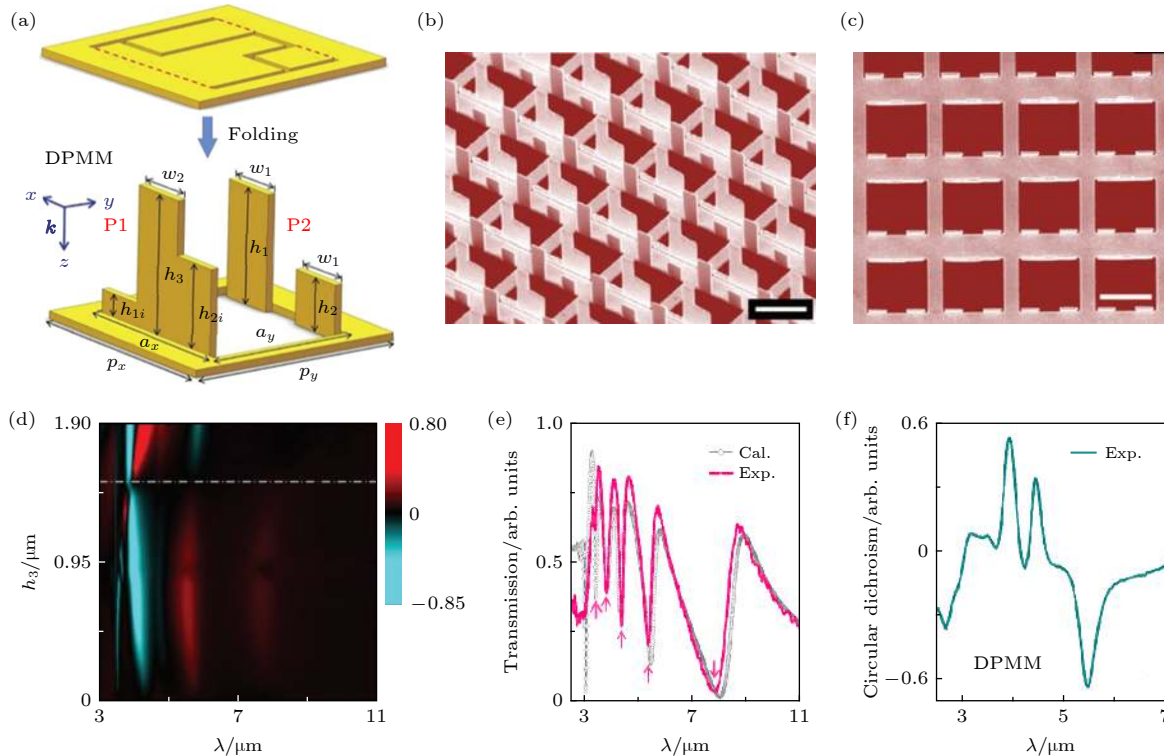 (a)
(b)
(c)
Folding
DPMM
x
y
k
z
P1
P2
w2
w1
h3
h1
w1
h1i
h2i
h2
ax
ay
px
py
(d)
(e)
(f)
1.90
0.95
0
h3/μm
3
7
11
λ/μm
0.80
0
−0.85
1.0
0.5
0
Transmission/arb. units
Cal.
Exp.
3
5
7
9
11
λ/μm
0.6
0
−0.6
Circular dichroism/arb. units
Exp.
DPMM
3
5
7
λ/μm